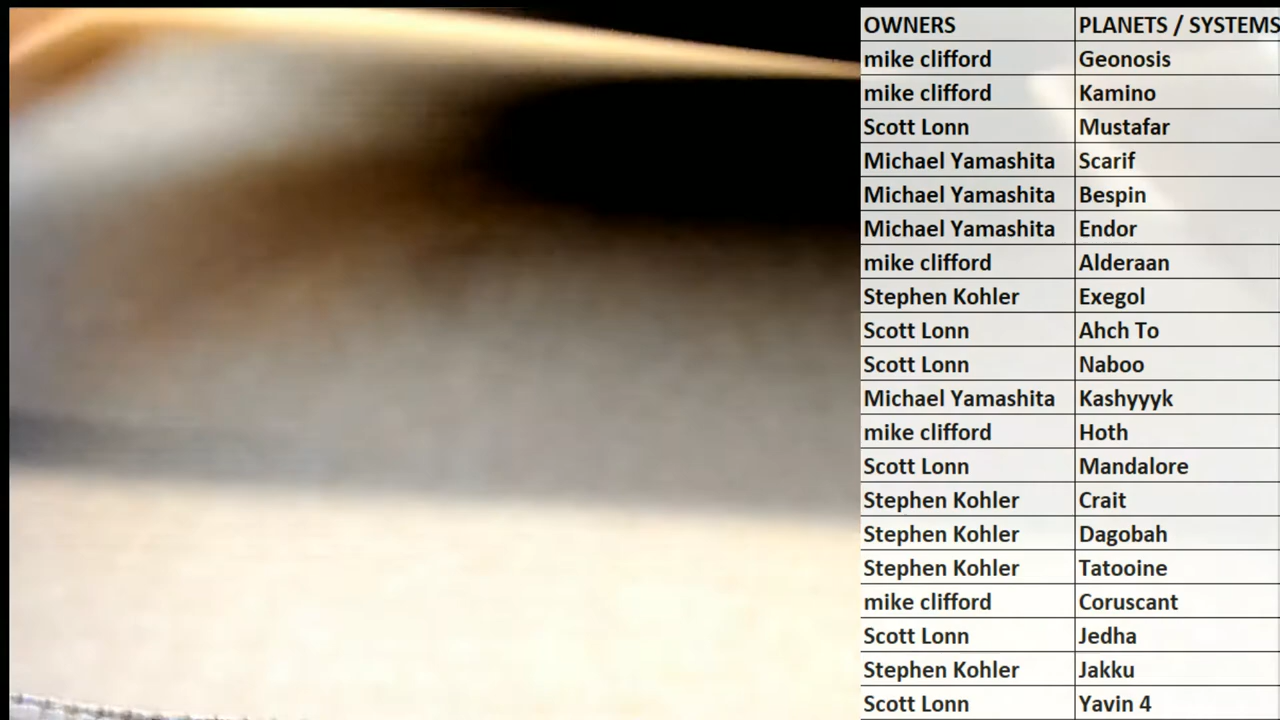 OWNERS PLANETS / SYSTEMS
mike clifford Geonosis
mike clifford Kamino
Scott Lonn Mustafar
Michael Yamashita Scarif
Michael Yamashita Bespin
Michael Yamashita Endor
mike clifford Alderaan
Stephen Kohler Exegol
Scott Lonn Ahch To
Scott Lonn Naboo
Michael Yamashita Kashyyyk
mike clifford Hoth
Scott Lonn Mandalore
Stephen Kohler Crait
Stephen Kohler Dagobah
Stephen Kohler Tatooine
mike clifford Coruscant
Scott Lonn Jedha
Stephen Kohler Jakku
Scott Lonn Yavin 4